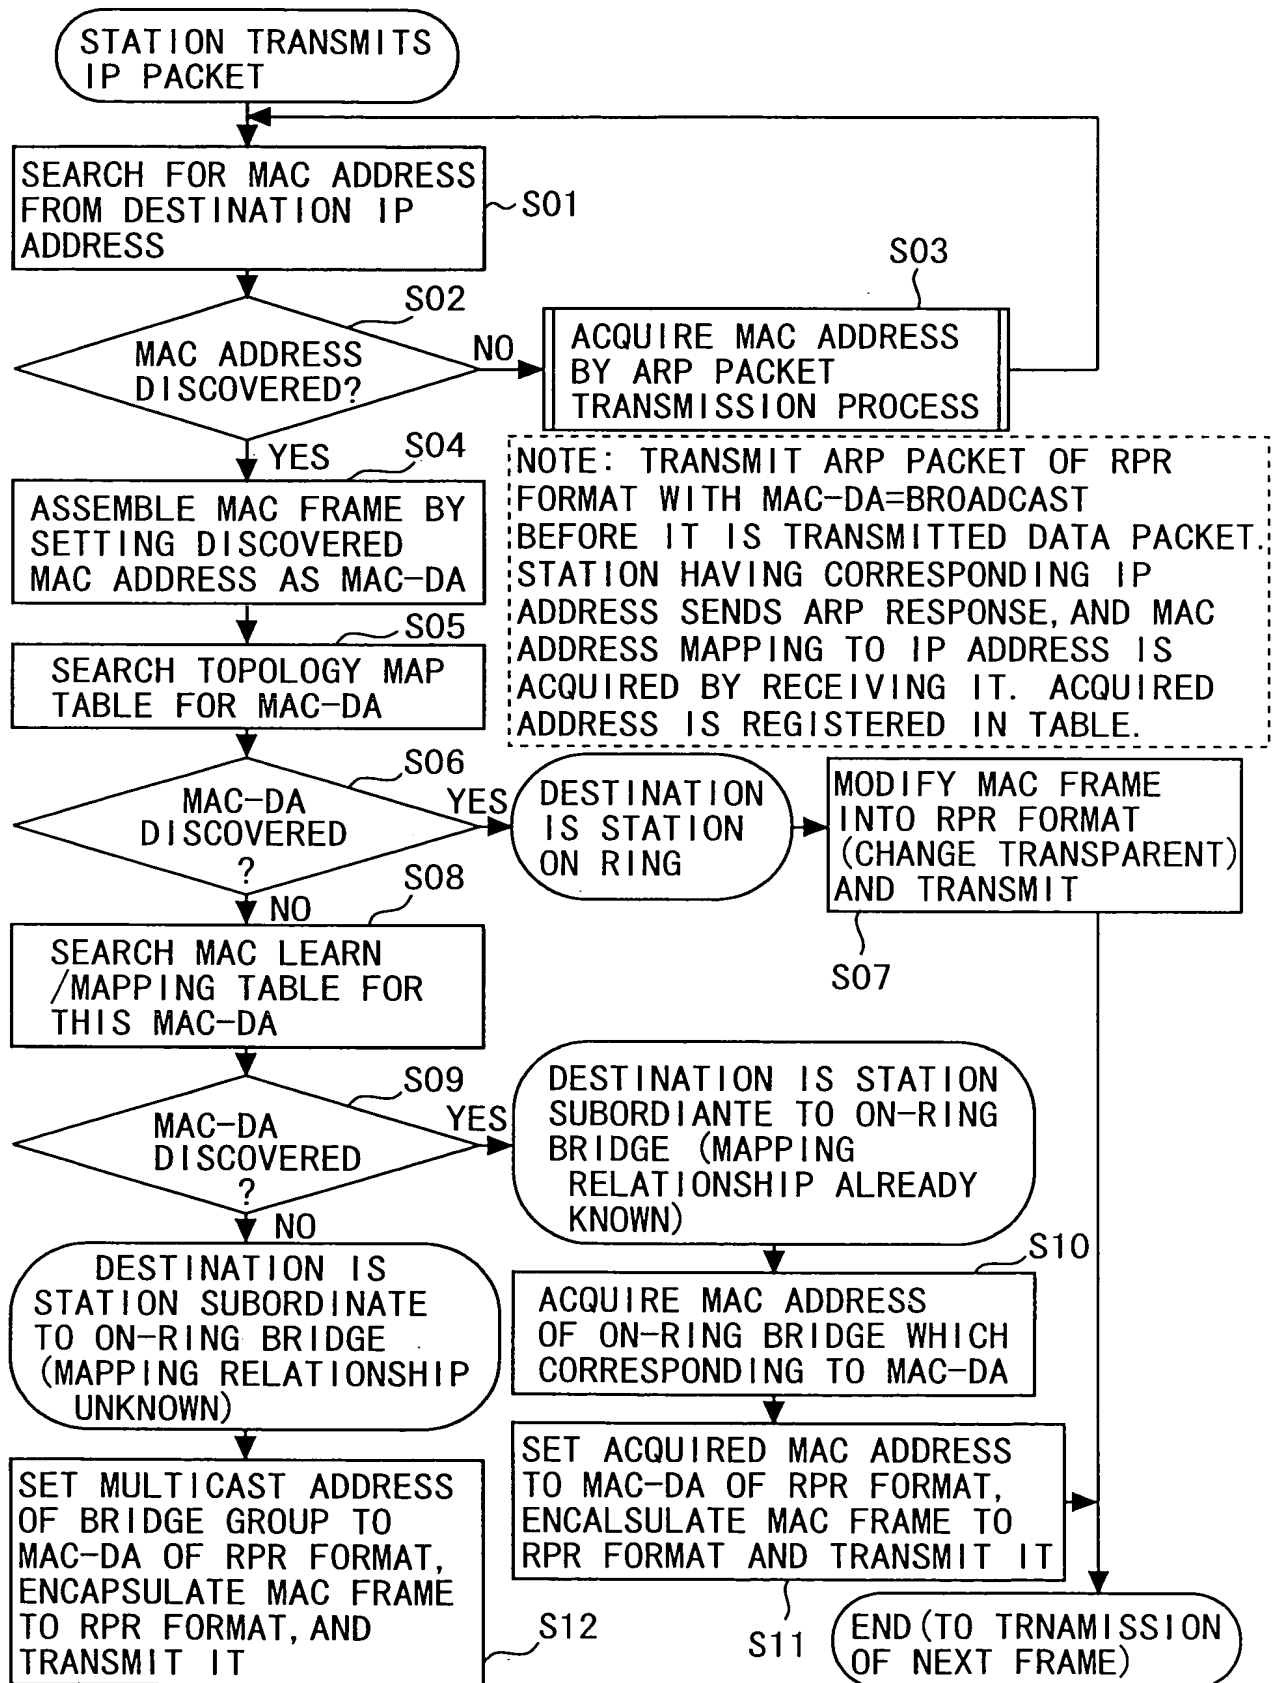 STATION TRANSMITS
IP PACKET
SEARCH FOR MAC ADDRESS
FROM DESTINATION IP
ADDRESS
S01
S02
MAC ADDRESS
DISCOVERED?
NO
YES
S03
ACQUIRE MAC ADDRESS
BY ARP PACKET
TRANSMISSION PROCESS
NOTE: TRANSMIT ARP PACKET OF RPR
FORMAT WITH MAC-DA=BROADCAST
BEFORE IT IS TRANSMITTED DATA PACKET.
STATION HAVING CORRESPONDING IP
ADDRESS SENDS ARP RESPONSE, AND MAC
ADDRESS MAPPING TO IP ADDRESS IS
ACQUIRED BY RECEIVING IT. ACQUIRED
ADDRESS IS REGISTERED IN TABLE.
S04
ASSEMBLE MAC FRAME BY
SETTING DISCOVERED
MAC ADDRESS AS MAC-DA
S05
SEARCH TOPOLOGY MAP
TABLE FOR MAC-DA
S06
MAC-DA
DISCOVERED
?
YES
NO
DESTINATION
IS STATION
ON RING
MODIFY MAC FRAME
INTO RPR FORMAT
(CHANGE TRANSPARENT)
AND TRANSMIT
S07
S08
SEARCH MAC LEARN
/MAPPING TABLE FOR
THIS MAC-DA
S09
MAC-DA
DISCOVERED
?
YES
NO
DESTINATION IS STATION
SUBORDIANTE TO ON-RING
BRIDGE (MAPPING
RELATIONSHIP ALREADY
KNOWN)
S10
ACQUIRE MAC ADDRESS
OF ON-RING BRIDGE WHICH
CORRESPONDING TO MAC-DA
SET ACQUIRED MAC ADDRESS
TO MAC-DA OF RPR FORMAT,
ENCALSULATE MAC FRAME TO
RPR FORMAT AND TRANSMIT IT
S11
DESTINATION IS
STATION SUBORDINATE
TO ON-RING BRIDGE
(MAPPING RELATIONSHIP
UNKNOWN)
SET MULTICAST ADDRESS
OF BRIDGE GROUP TO
MAC-DA OF RPR FORMAT,
ENCAPSULATE MAC FRAME
TO RPR FORMAT, AND
TRANSMIT IT
S12
END (TO TRNAMISSION
OF NEXT FRAME)